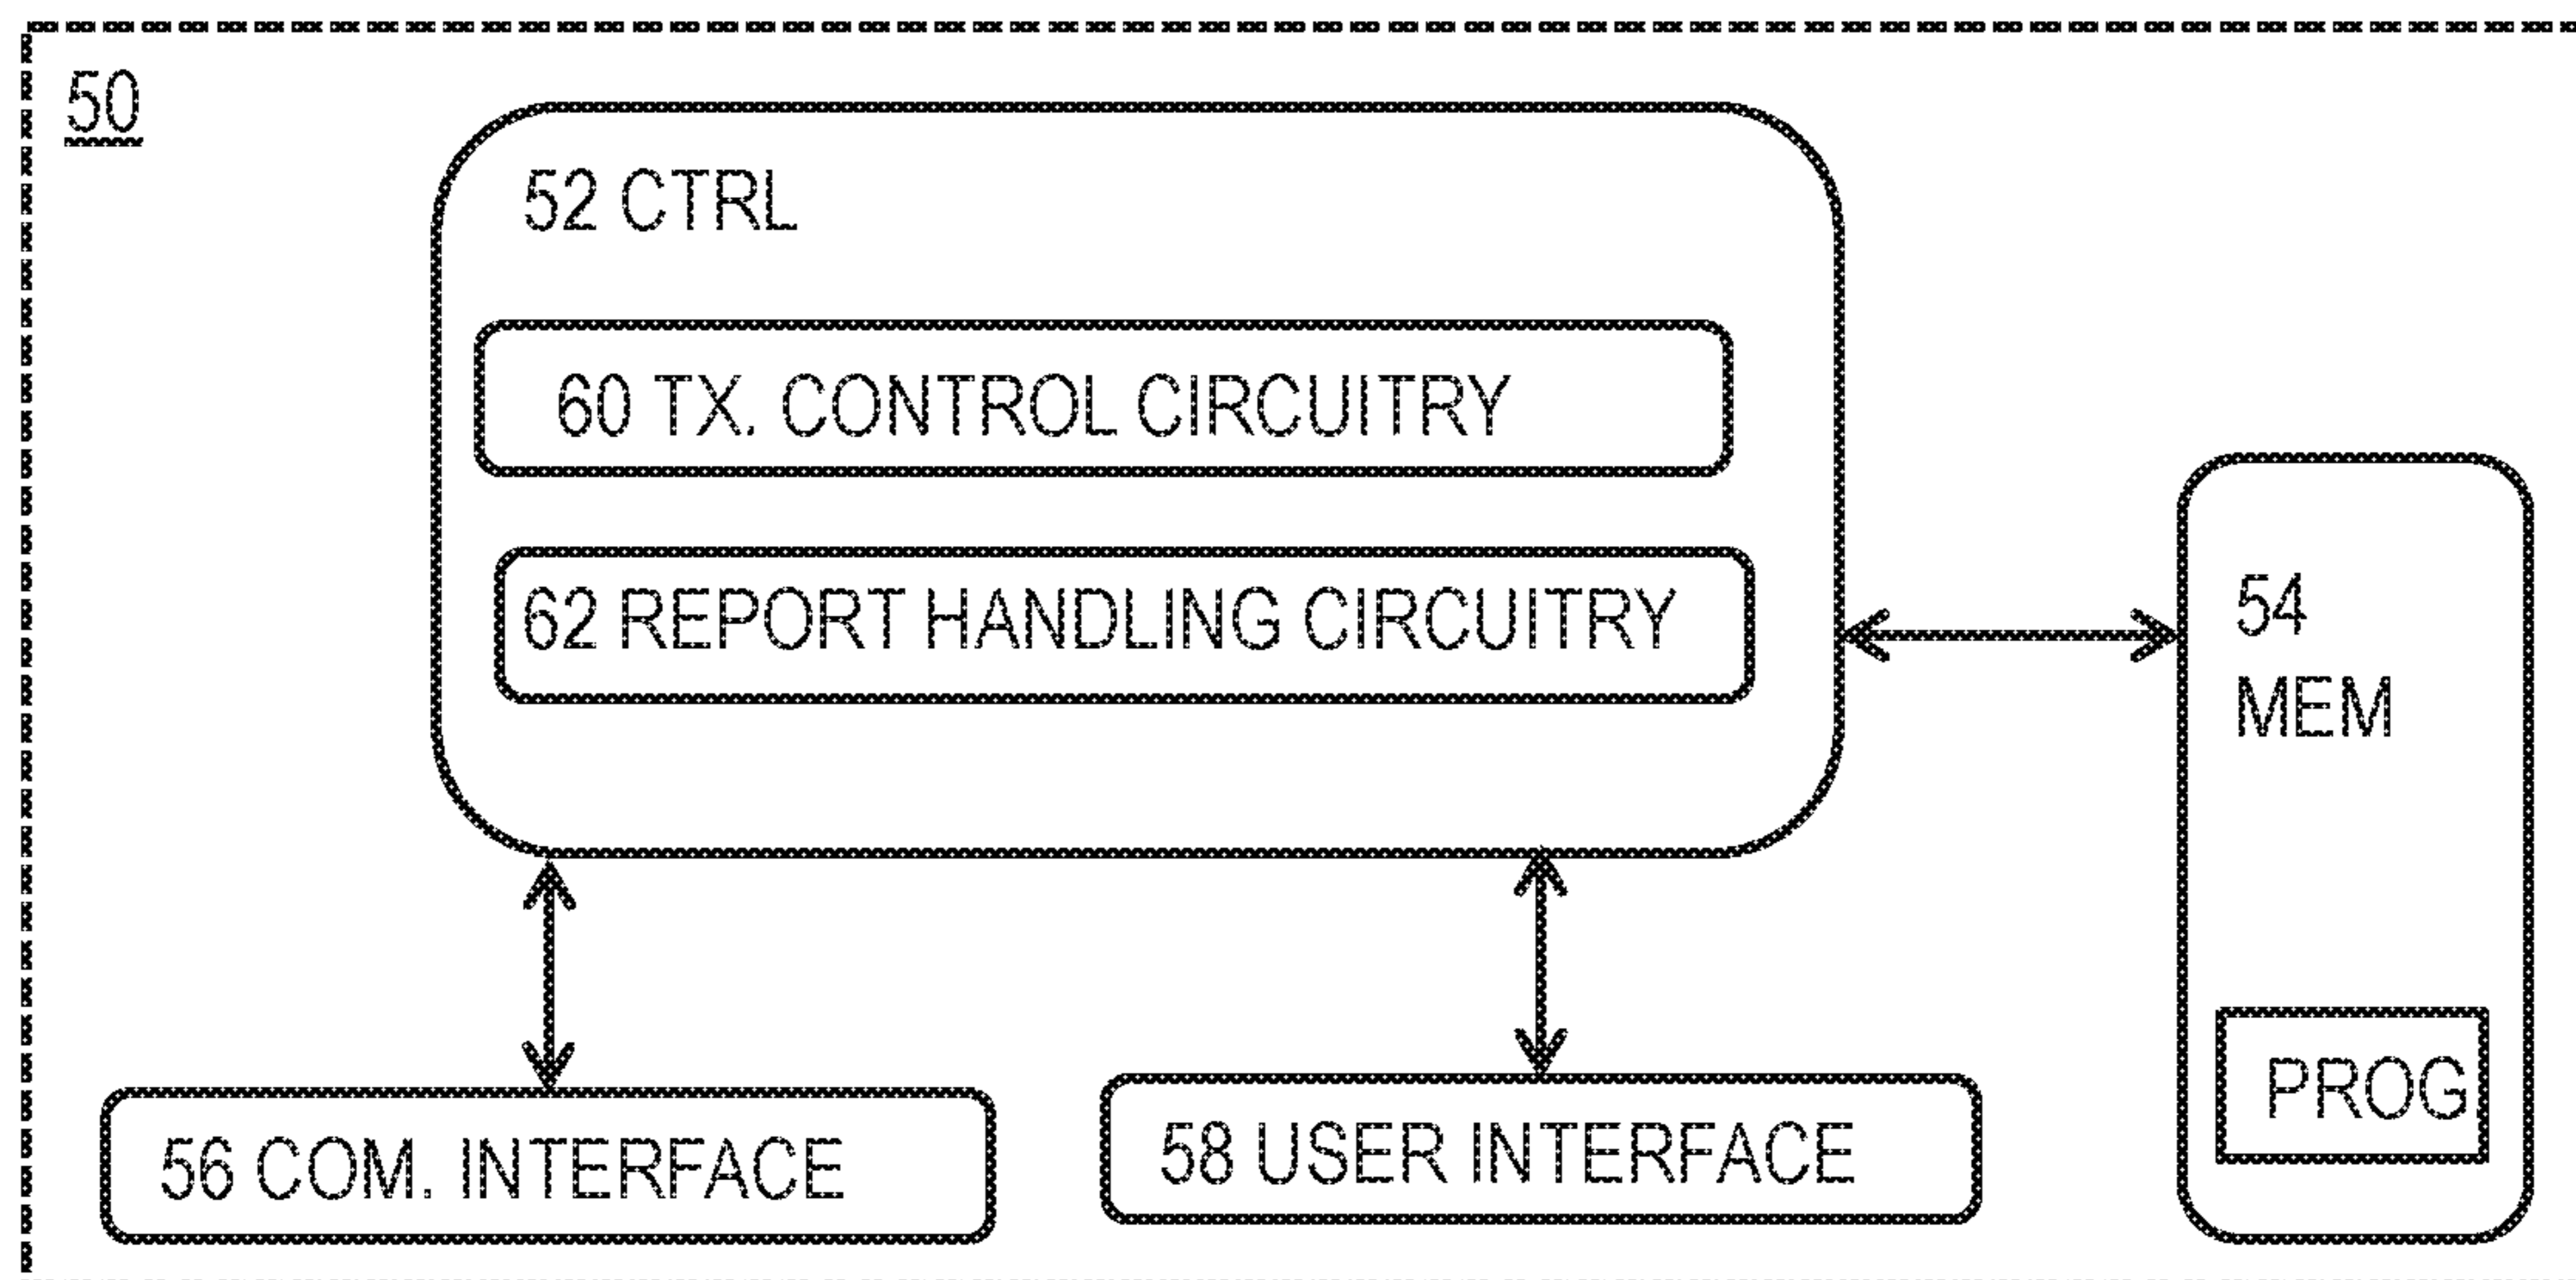 50
52 CTRL
60 TX. CONTROL CIRCUITRY
62 REPORT HANDLING CIRCUITRY
54
MEM
PROG
56 COM. INTERFACE
58 USER INTERFACE